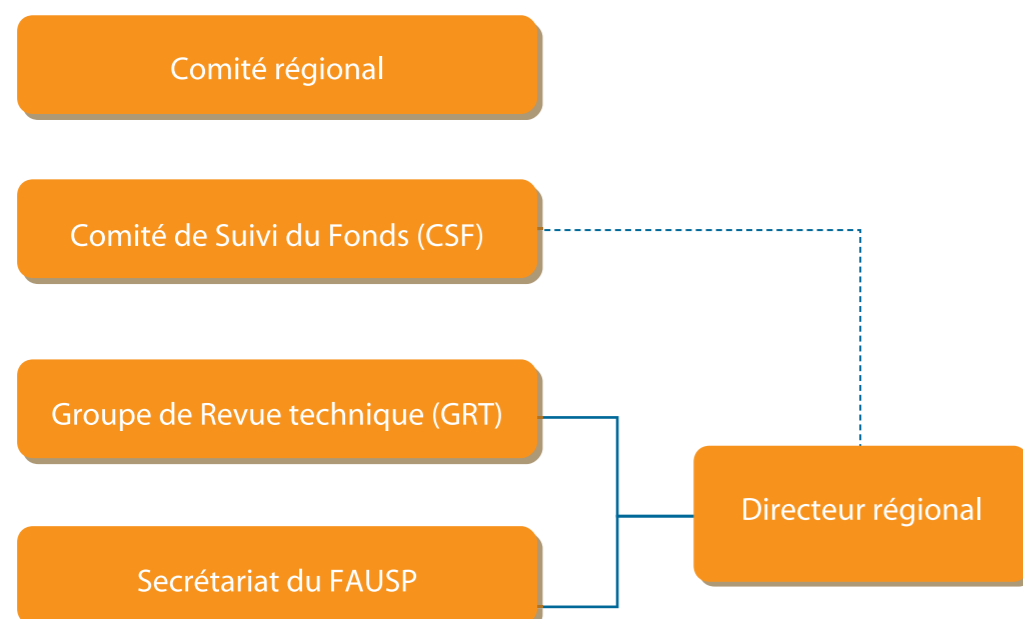 Comité régional
Comité de Suivi du Fonds (CSF)
Groupe de Revue technique (GRT)
Directeur régional
Secrétariat du FAUSP